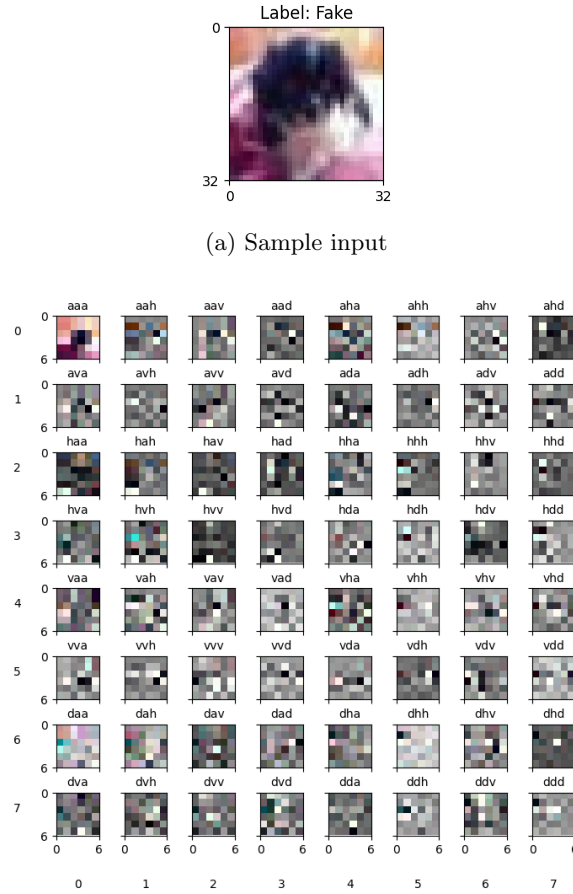 Label: Fake
0
32
0 32
(a) Sample input
aaa aah aav aad aha ahh ahv ahd
0 0
6
ava avh avv avd ada adh adv add
1 0
6
haa hah hav had hha hhh hhv hhd
2 0
6
hva hvh hvv hvd hda hdh hdv hdd
3 0
6
vaa vah vav vad vha vhh vhv vhd
4 0
6
vva vvh vvv vvd vda vdh vdv vdd
5 0
6
daa dah dav dad dha dhh dhv dhd
6 0
6
dva dvh dvv dvd dda ddh ddv ddd
7 0
6
0 6 0 6 0 6 0 6 0 6 0 6 0 6 0 6
0 1 2 3 4 5 6 7